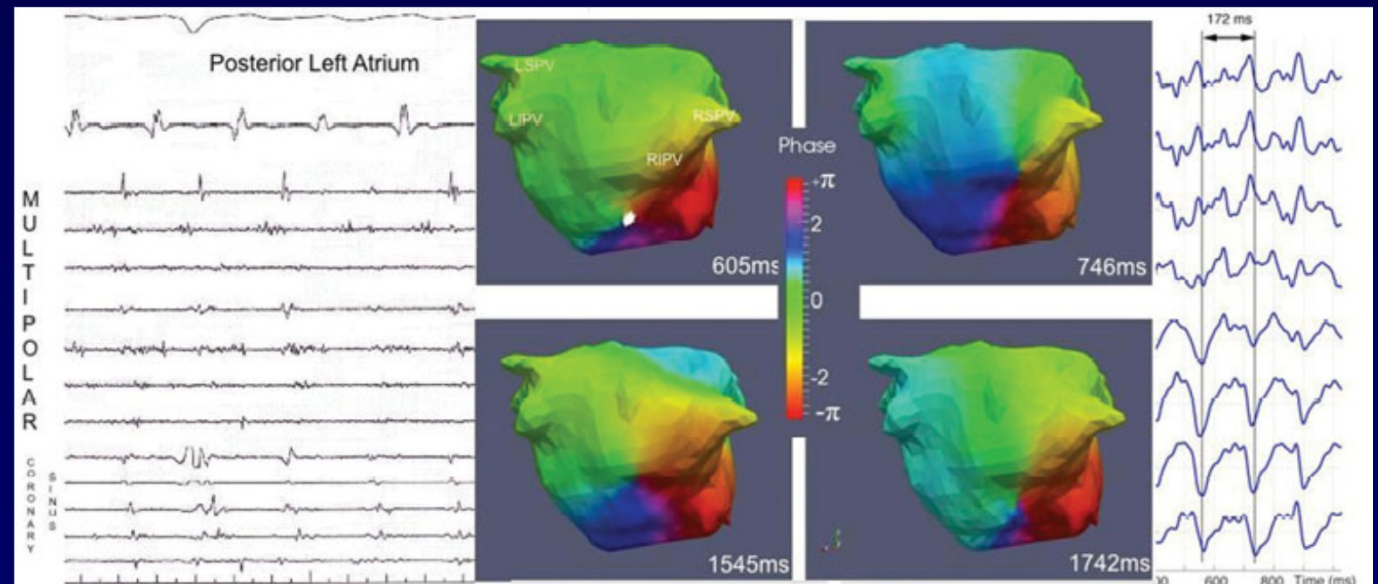 Posterior Left Atrium
MULTIPOLAR
CORONARY
SINUS
LSPV
LIPV
RSPV
RIPV
605ms
746ms
Phase
+π
2
0
-2
-π
1545ms
1742ms
172 ms
600 800 Time (ms)